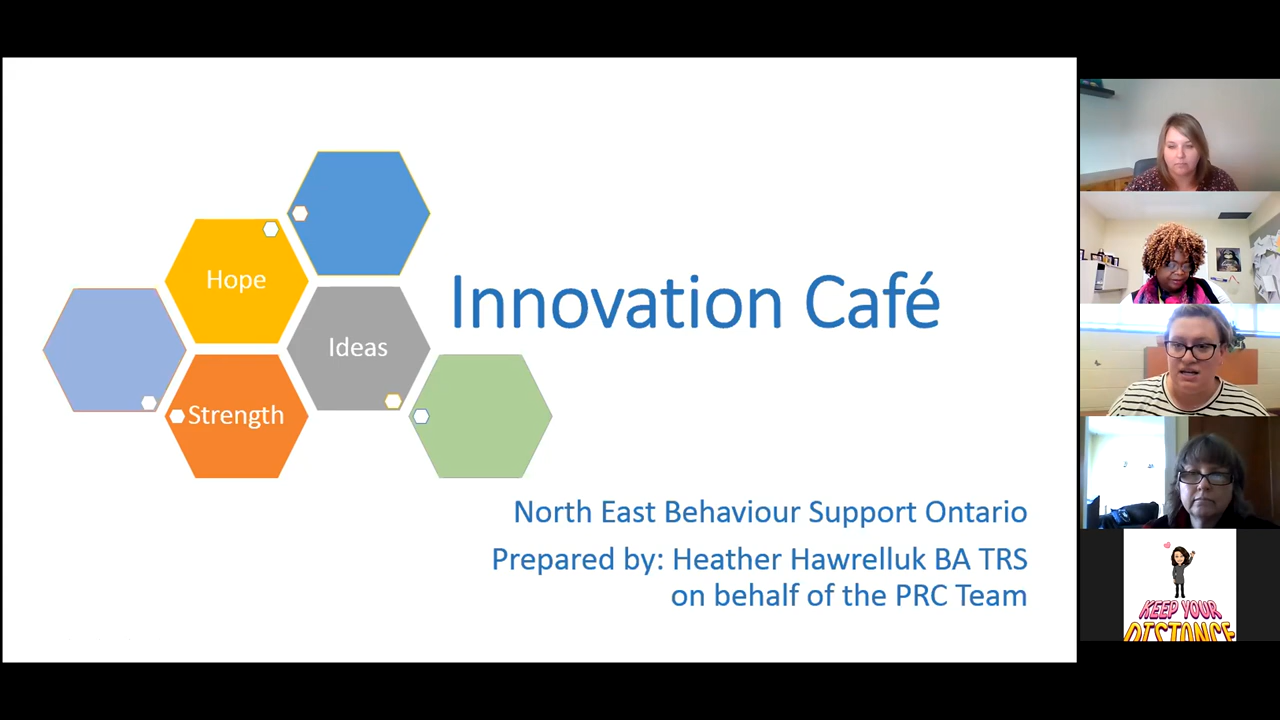 Hope
Ideas
Strength
Innovation Café
North East Behaviour Support Ontario
Prepared by: Heather Hawrelluk BA TRS
on behalf of the PRC Team
KEEP YOUR
DISTANCE